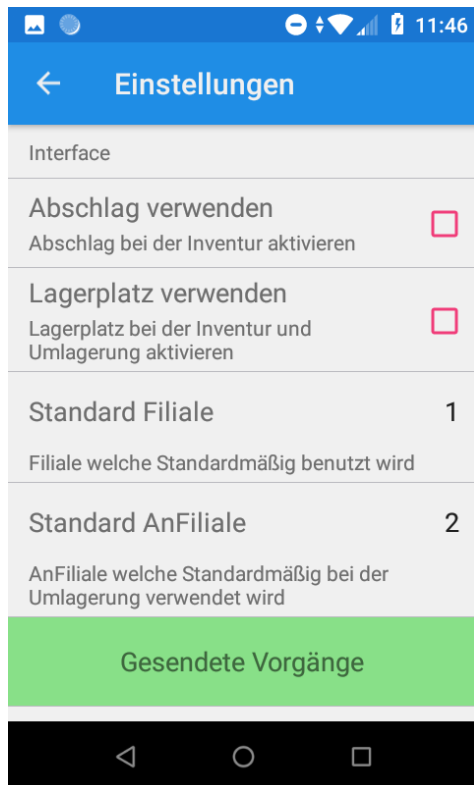 11:46
Einstellungen
Interface
Abschlag verwenden
Abschlag bei der Inventur aktivieren
Lagerplatz verwenden
Lagerplatz bei der Inventur und
Umlagerung aktivieren
Standard Filiale 1
Filiale welche Standardmäßig benutzt wird
Standard AnFiliale 2
AnFiliale welche Standardmäßig bei der
Umlagerung verwendet wird
Gesendete Vorgänge